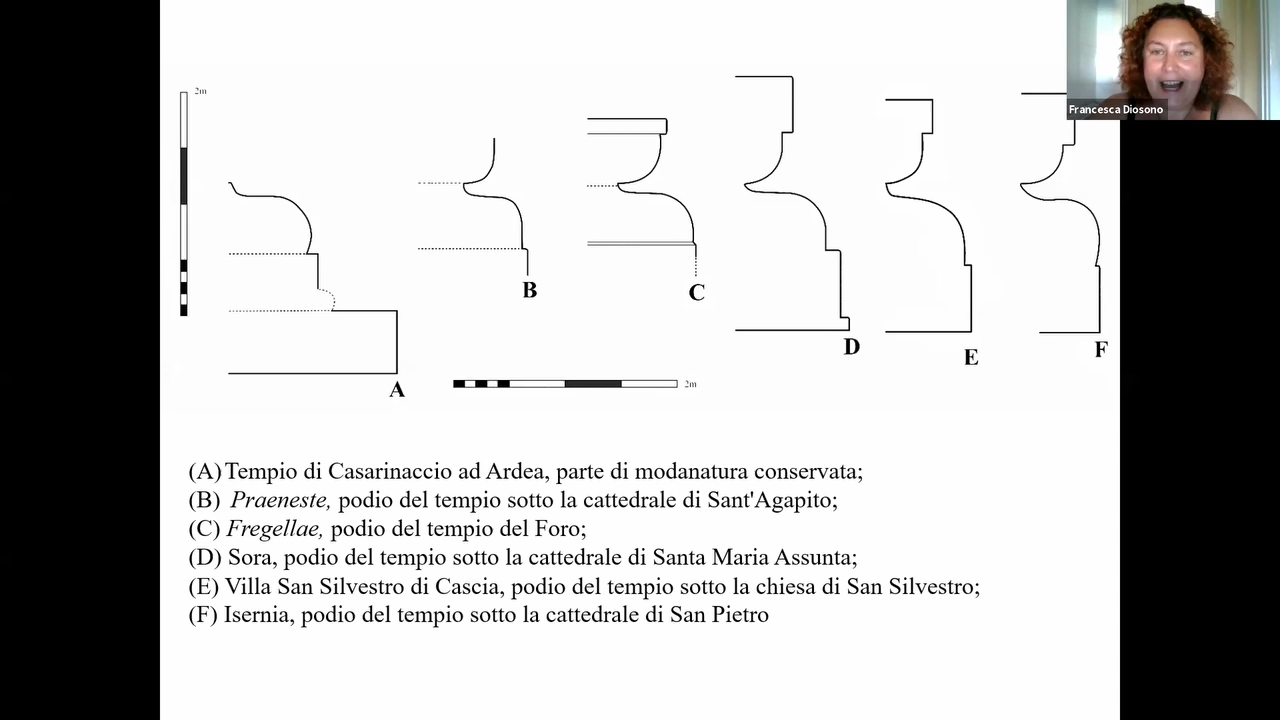 2m
Francesca Diosono
B
C
D
E
F
A
2m
(A) Tempio di Casarinaccio ad Ardea, parte di modanatura conservata;
(B) Praeneste, podio del tempio sotto la cattedrale di Sant'Agapito;
(C) Fregellae, podio del tempio del Foro;
(D) Sora, podio del tempio sotto la cattedrale di Santa Maria Assunta;
(E) Villa San Silvestro di Cascia, podio del tempio sotto la chiesa di San Silvestro;
(F) Isernia, podio del tempio sotto la cattedrale di San Pietro